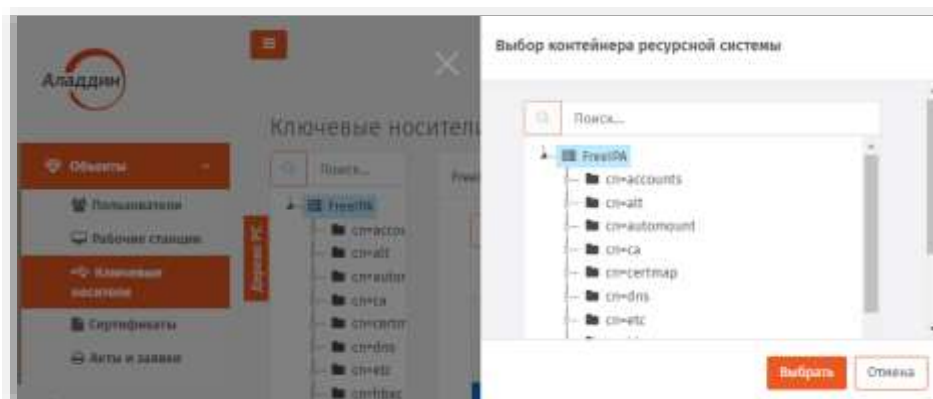 Аладдин
Объекты
Пользователи
Рабочие станции
Ключевые
носители
Сертификаты
Акты и заявки
Ключевые носители
Поиск...
FreeIPA
cn=accou
cn=alt
cn=autor
cn=ca
cn=certm
cn=dns
cn=etc
cn=hbac
Дерево РС
Выбор контейнера ресурсной системы
Поиск...
FreeIPA
cn=accounts
cn=alt
cn=automount
cn=ca
cn=certmap
cn=dns
cn=etc
Выбрать
Отмена